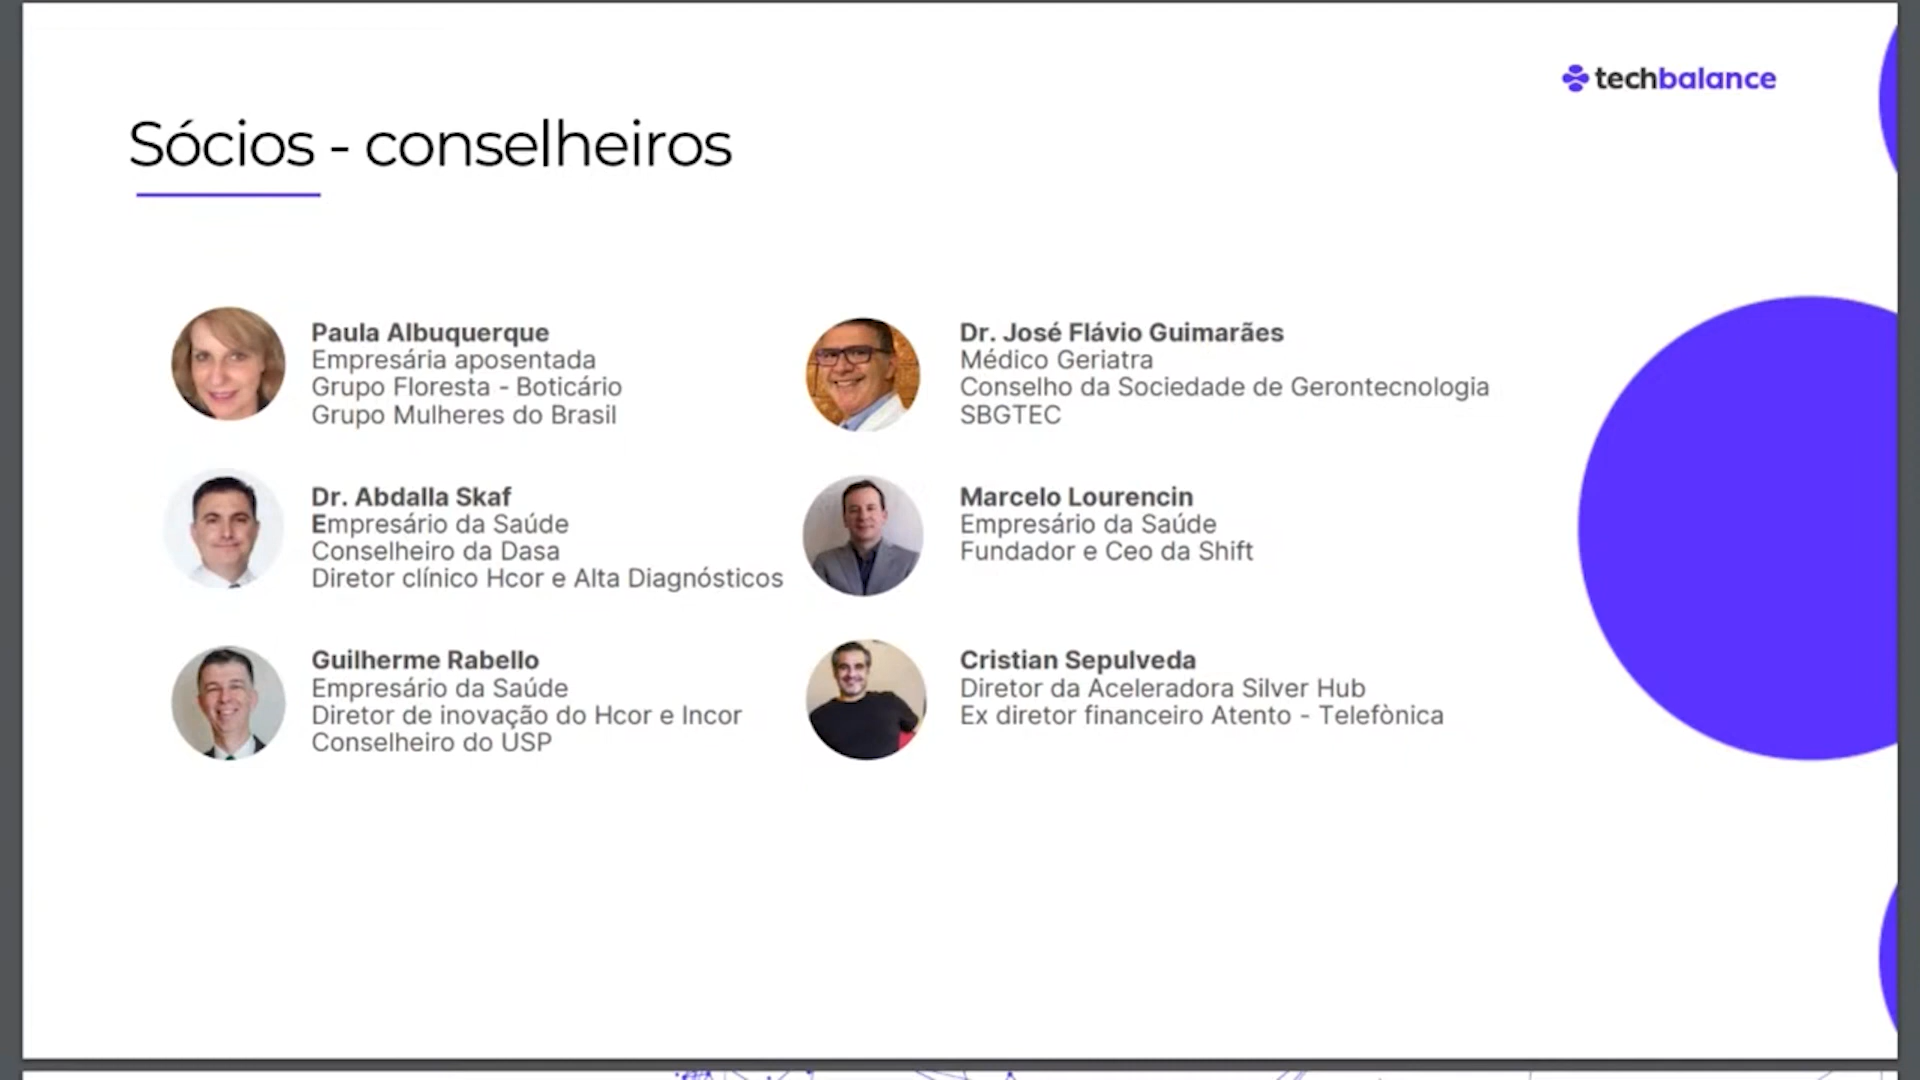 techbalance
Sócios - conselheiros
Paula Albuquerque
Empresária aposentada
Grupo Floresta - Boticário
Grupo Mulheres do Brasil
Dr. José Flávio Guimarães
Médico Geriatra
Conselho da Sociedade de Gerontecnologia
SBGTEC
Dr. Abdalla Skaf
Empresário da Saúde
Conselheiro da Dasa
Diretor clínico Hcor e Alta Diagnósticos
Marcelo Lourencin
Empresário da Saúde
Fundador e Ceo da Shift
Guilherme Rabello
Empresário da Saúde
Diretor de inovação do Hcor e Incor
Conselheiro do USP
Cristian Sepulveda
Diretor da Aceleradora Silver Hub
Ex diretor financeiro Atento - Telefònica